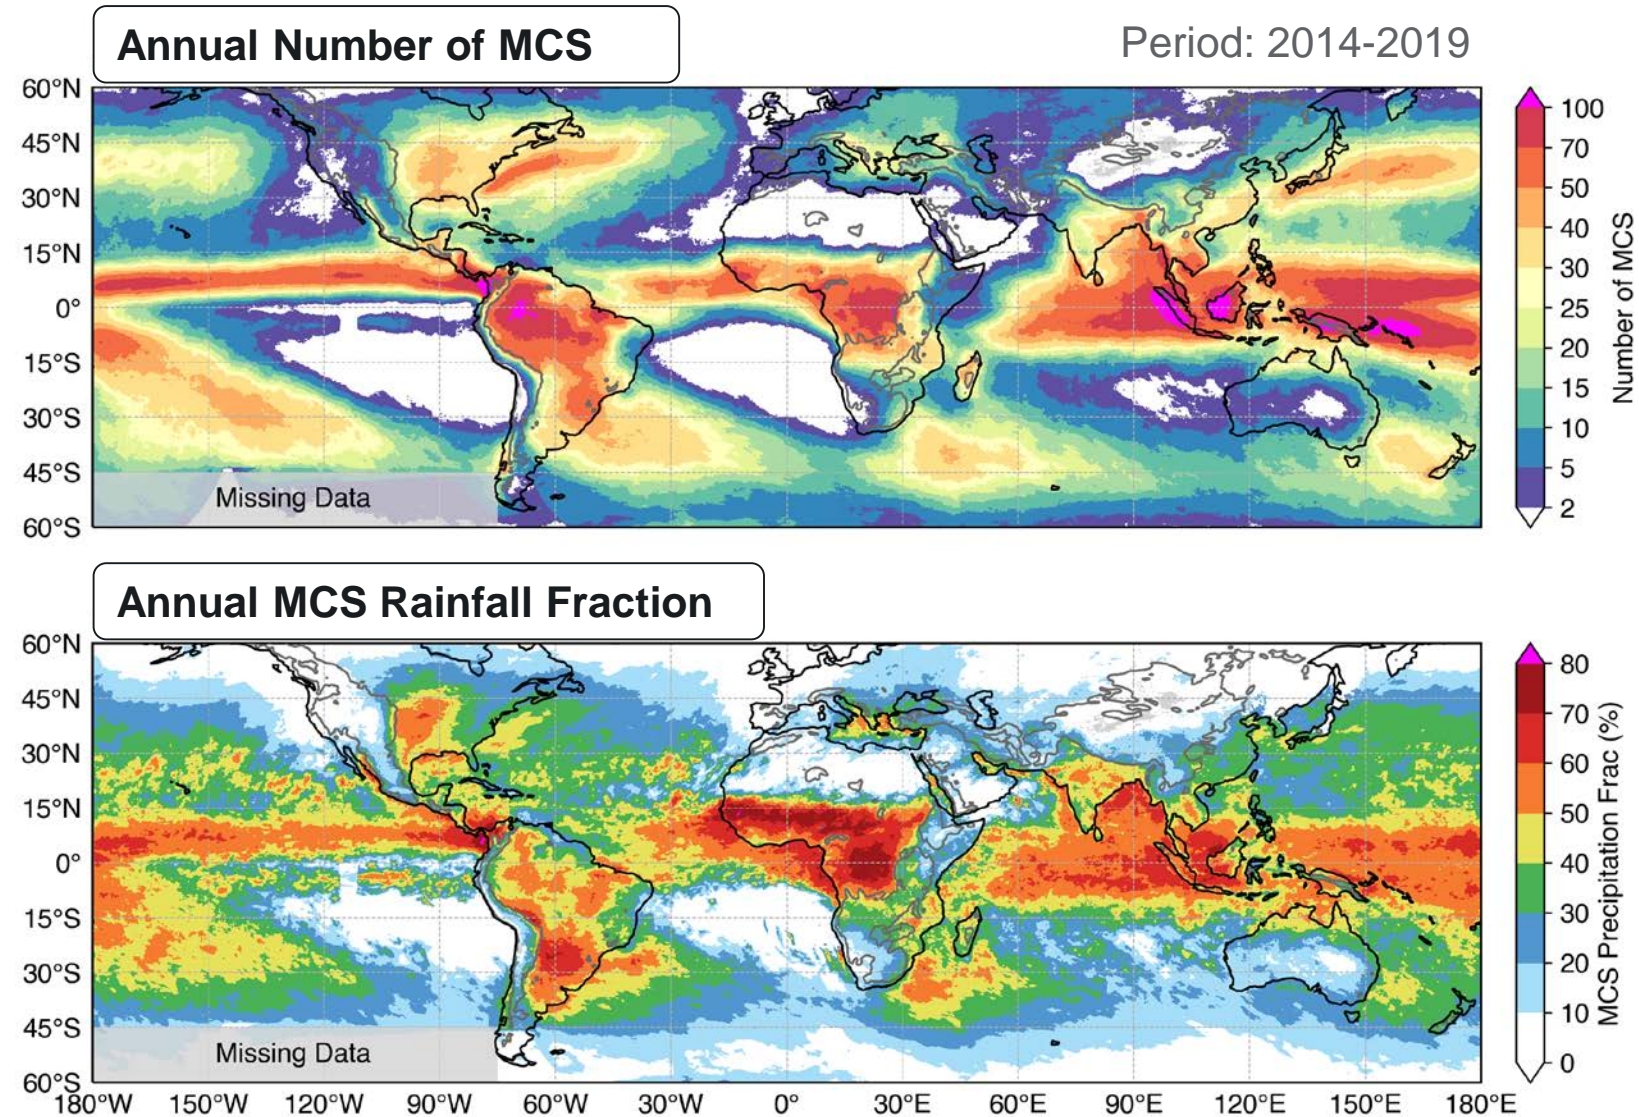 Annual Number of MCS
Period: 2014-2019
60°N
45°N
30°N
15°N
0°
15°S
30°S
45°S
60°S
Missing Data
100
70
50
40
30
25
20
15
10
5
2
Number of MCS
Annual MCS Rainfall Fraction
60°N
45°N
30°N
15°N
0°
15°S
30°S
45°S
60°S
Missing Data
180°W 150°W 120°W 90°W 60°W 30°W 0° 30°E 60°E 90°E 120°E 150°E 180°E
80
70
60
50
40
30
20
10
0
MCS Precipitation Frac (%)